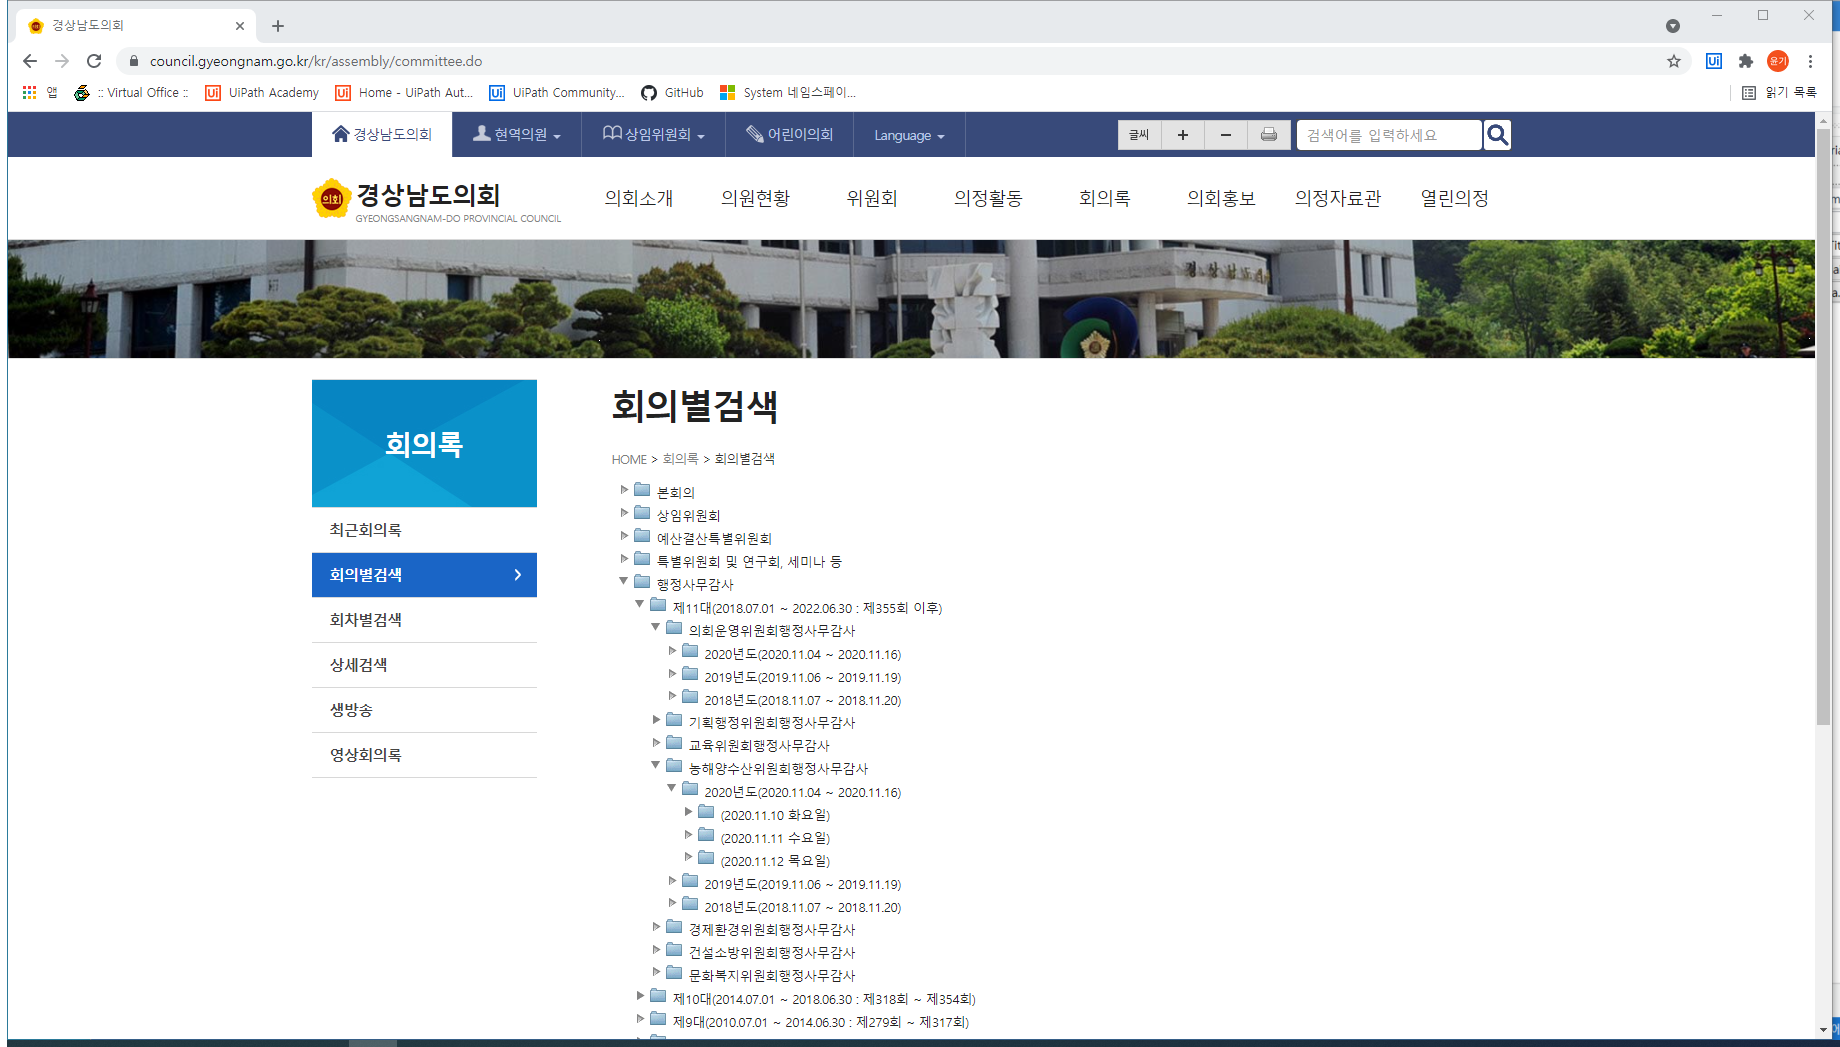 경상남도의회
council.gyeongnam.go.kr/kr/assembly/committee.do
윤기
앱
:: Virtual Office ::
UiPath Academy
Home - UiPath Aut...
UiPath Community...
GitHub
System 네임스페이...
읽기 목록
경상남도의회
현역의원
상임위원회
어린이의회
Language
글씨
+
−
검색어를 입력하세요
의회
경상남도의회
GYEONGSANGNAM-DO PROVINCIAL COUNCIL
의회소개
의원현황
위원회
의정활동
회의록
의회홍보
의정자료관
열린의정
회의록
최근회의록
회의별검색
회차별검색
상세검색
생방송
영상회의록
회의별검색
HOME > 회의록 > 회의별검색
본회의
상임위원회
예산결산특별위원회
특별위원회 및 연구회, 세미나 등
행정사무감사
제11대(2018.07.01 ~ 2022.06.30 : 제355회 이후)
의회운영위원회행정사무감사
2020년도(2020.11.04 ~ 2020.11.16)
2019년도(2019.11.06 ~ 2019.11.19)
2018년도(2018.11.07 ~ 2018.11.20)
기획행정위원회행정사무감사
교육위원회행정사무감사
농해양수산위원회행정사무감사
2020년도(2020.11.04 ~ 2020.11.16)
(2020.11.10 화요일)
(2020.11.11 수요일)
(2020.11.12 목요일)
2019년도(2019.11.06 ~ 2019.11.19)
2018년도(2018.11.07 ~ 2018.11.20)
경제환경위원회행정사무감사
건설소방위원회행정사무감사
문화복지위원회행정사무감사
제10대(2014.07.01 ~ 2018.06.30 : 제318회 ~ 제354회)
제9대(2010.07.01 ~ 2014.06.30 : 제279회 ~ 제317회)